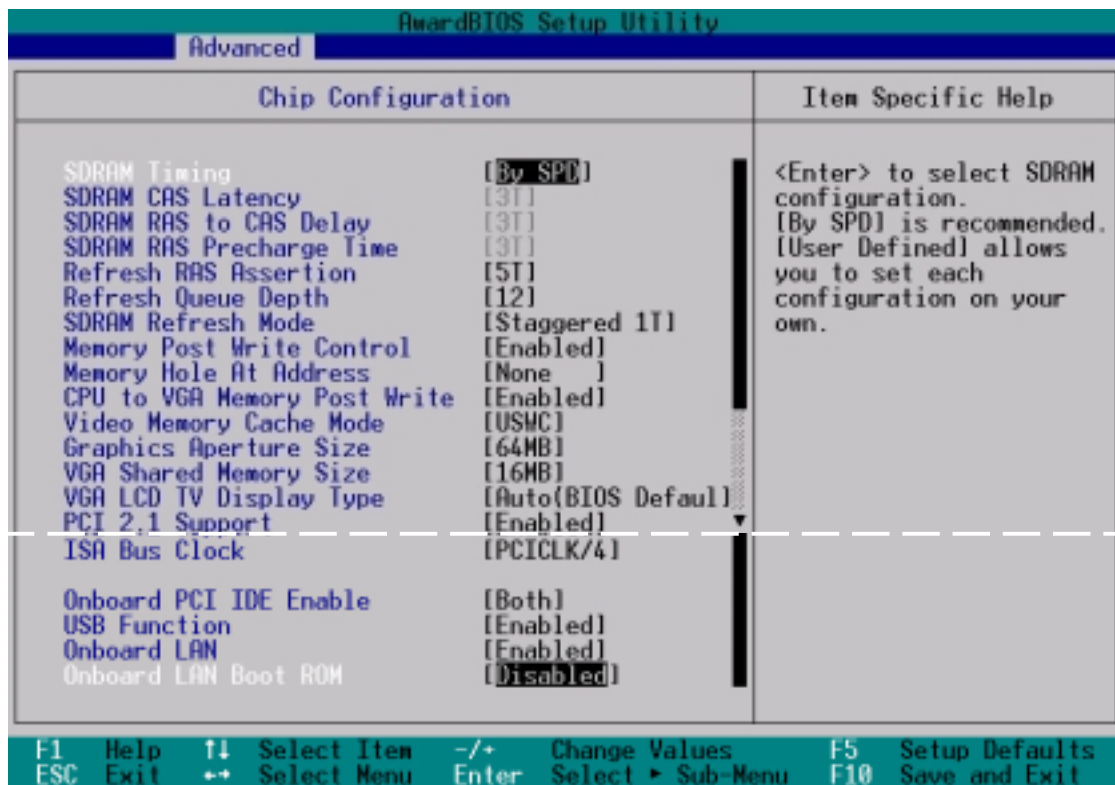 AwardBIOS Setup Utility
Advanced
Chip Configuration
Item Specific Help
SDRAM Timing [By SPD]
SDRAM CAS Latency [3T]
SDRAM RAS to CAS Delay [3T]
SDRAM RAS Precharge Time [3T]
Refresh RAS Assertion [5T]
Refresh Queue Depth [12]
SDRAM Refresh Mode [Staggered 1T]
Memory Post Write Control [Enabled]
Memory Hole At Address [None ]
CPU to VGA Memory Post Write [Enabled]
Video Memory Cache Mode [USWC]
Graphics Aperture Size [64MB]
VGA Shared Memory Size [16MB]
VGA LCD TV Display Type [Auto(BIOS Defaul]
PCI 2.1 Support [Enabled]
ISA Bus Clock [PCICLK/4]
Onboard PCI IDE Enable [Both]
USB Function [Enabled]
Onboard LAN [Enabled]
Onboard LAN Boot ROM [Disabled]
<Enter> to select SDRAM
configuration.
[By SPD] is recommended.
[User Defined] allows
you to set each
configuration on your
own.
F1 Help ↑↓ Select Item -/+ Change Values F5 Setup Defaults
ESC Exit ←→ Select Menu Enter Select ► Sub-Menu F10 Save and Exit